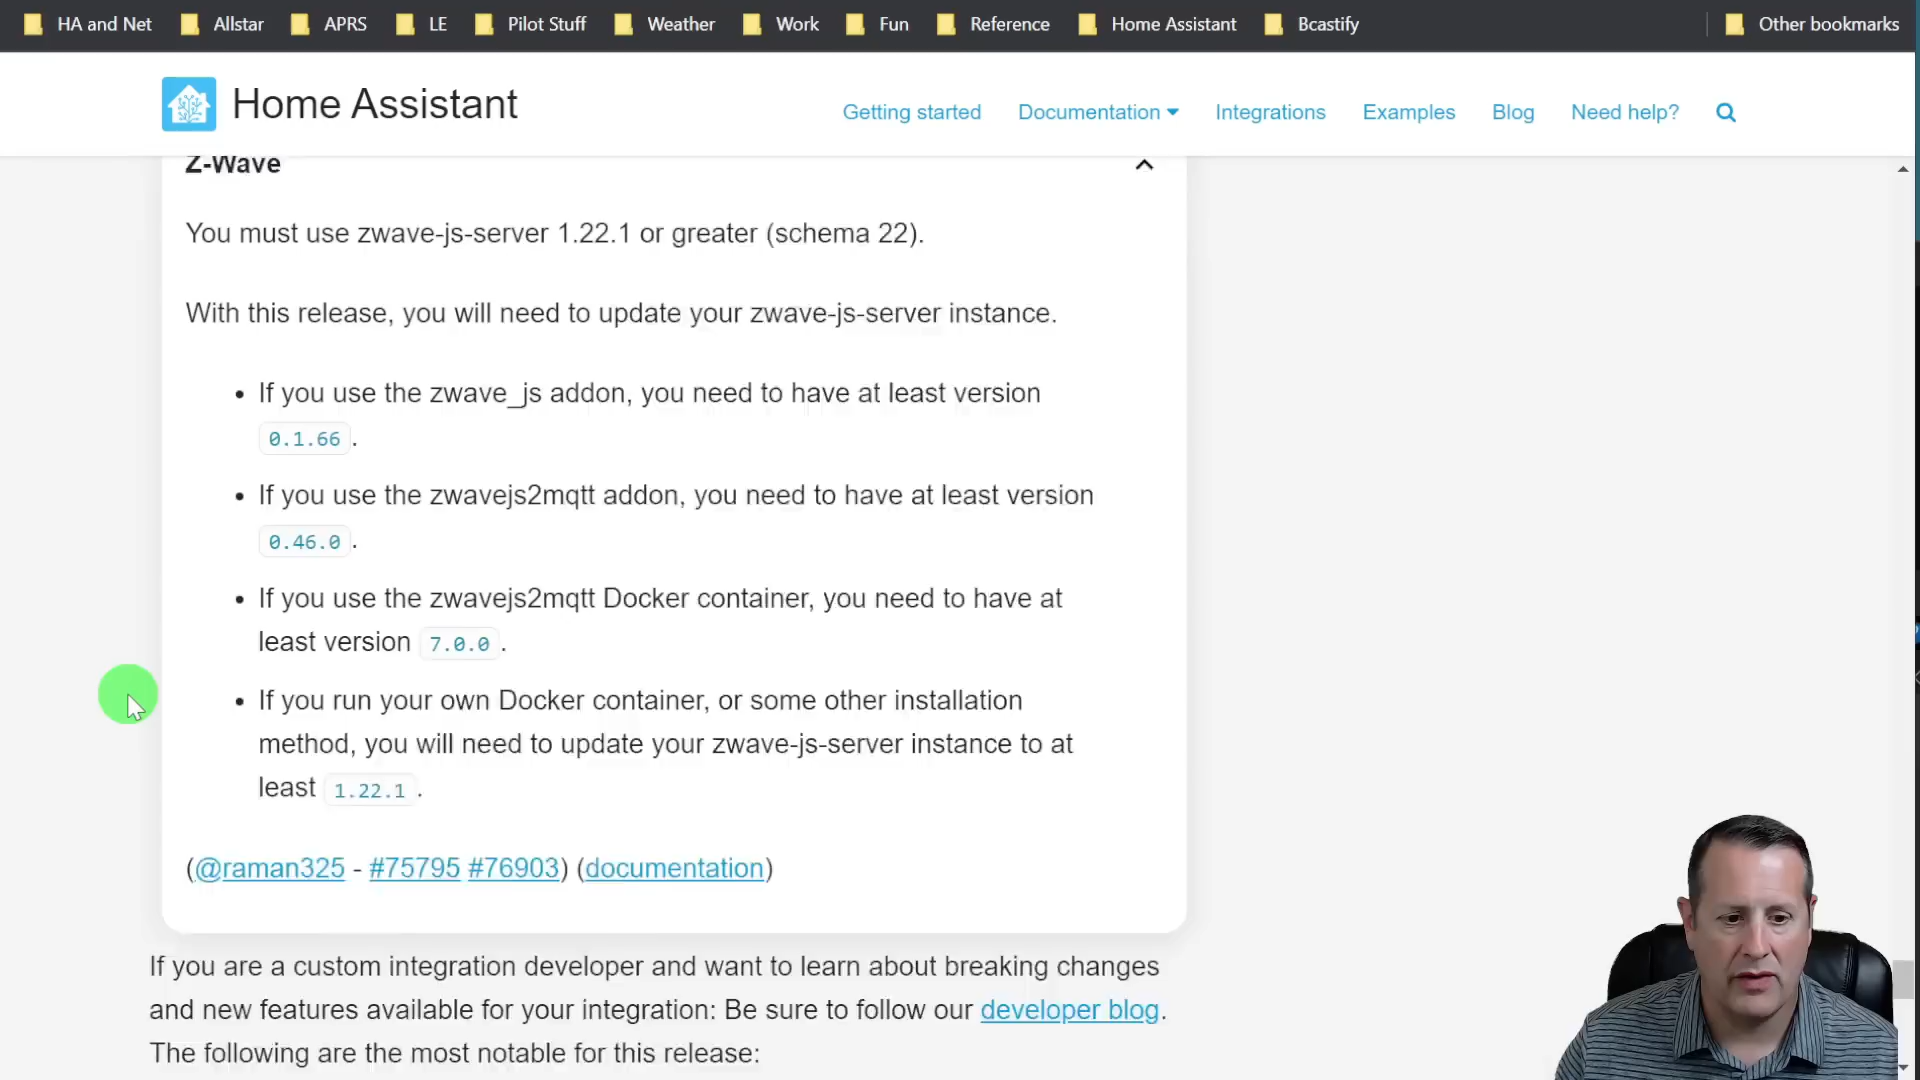 HA and Net Allstar APRS LE Pilot Stuff Weather Work Fun Reference Home Assistant Bcastify Other bookmarks
Home Assistant
Getting started Documentation Integrations Examples Blog Need help?
Z-Wave
You must use zwave-js-server 1.22.1 or greater (schema 22).
With this release, you will need to update your zwave-js-server instance.
• If you use the zwave_js addon, you need to have at least version
0.1.66.
• If you use the zwavejs2mqtt addon, you need to have at least version
0.46.0.
• If you use the zwavejs2mqtt Docker container, you need to have at
least version 7.0.0.
• If you run your own Docker container, or some other installation
method, you will need to update your zwave-js-server instance to at
least 1.22.1.
(@raman325 - #75795 #76903) (documentation)
If you are a custom integration developer and want to learn about breaking changes
and new features available for your integration: Be sure to follow our developer blog.
The following are the most notable for this release: